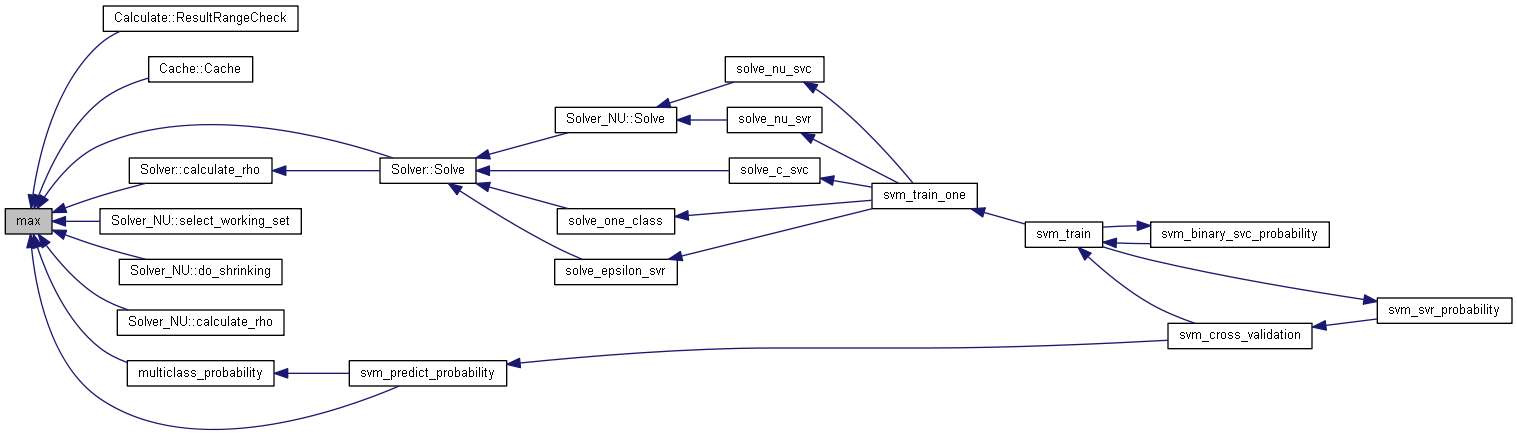 Calculate::ResultRangeCheck
Cache::Cache
solve_nu_svc
Solver_NU::Solve
solve_nu_svr
Solver::calculate_rho
Solver::Solve
solve_c_svc
svm_train_one
max
Solver_NU::select_working_set
solve_one_class
svm_train
svm_binary_svc_probability
Solver_NU::do_shrinking
solve_epsilon_svr
svm_svr_probability
Solver_NU::calculate_rho
svm_cross_validation
multiclass_probability
svm_predict_probability